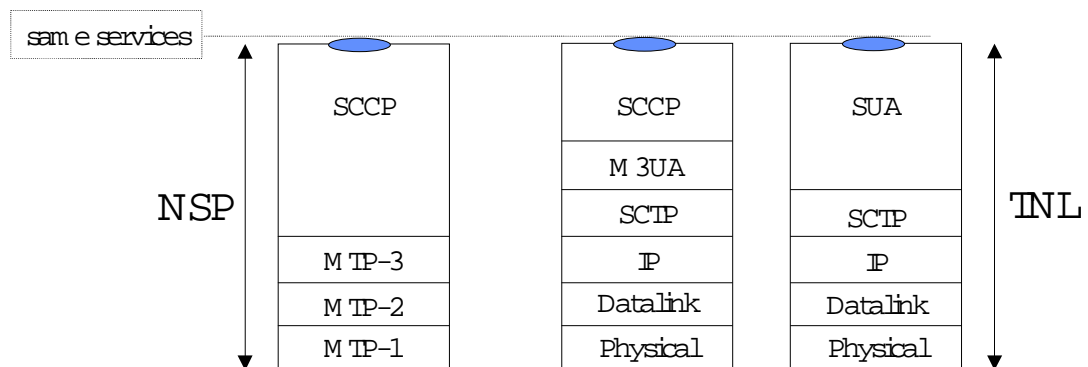 same services
SCCP
SCCP
SUA
M3UA
NSP
SCTP
SCTP
TNL
MTP-3
IP
IP
MTP-2
Datalink
Datalink
MTP-1
Physical
Physical